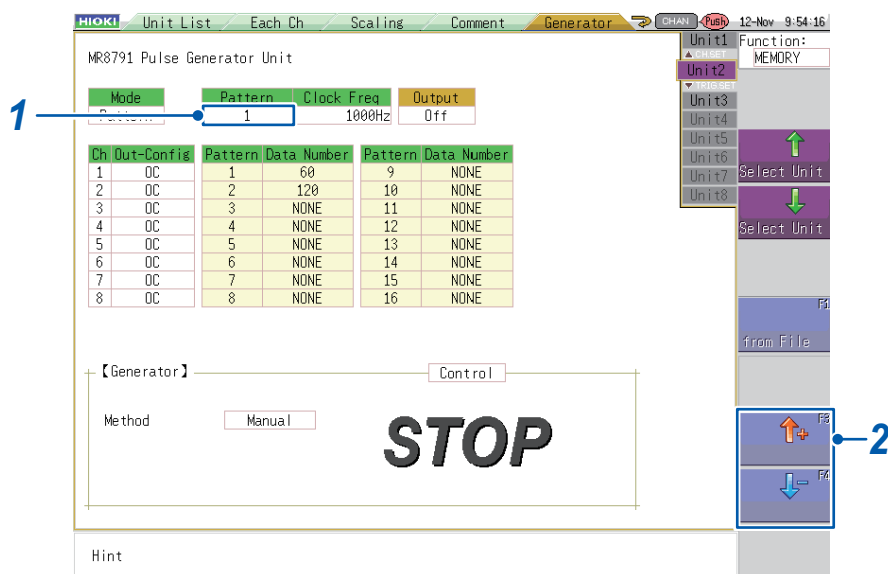 HIOKI Unit List Each Ch Scaling Comment Generator CHAN Push 12-Nov 9:54:16
Unit1 Function:
MR8791 Pulse Generator Unit ▲CH.SET MEMORY
Unit2
▼TRIG.SET
Mode Pattern Clock Freq Output Unit3
1 1 1000Hz Off Unit4
Unit5
Ch Out-Config Pattern Data Number Pattern Data Number Unit6
1 OC 1 60 9 NONE Unit7 Select Unit
2 OC 2 120 10 NONE Unit8
3 OC 3 NONE 11 NONE
4 OC 4 NONE 12 NONE Select Unit
5 OC 5 NONE 13 NONE
6 OC 6 NONE 14 NONE
7 OC 7 NONE 15 NONE
8 OC 8 NONE 16 NONE
F1
from File
【Generator】 Control
Method Manual STOP F3
2
F4
Hint